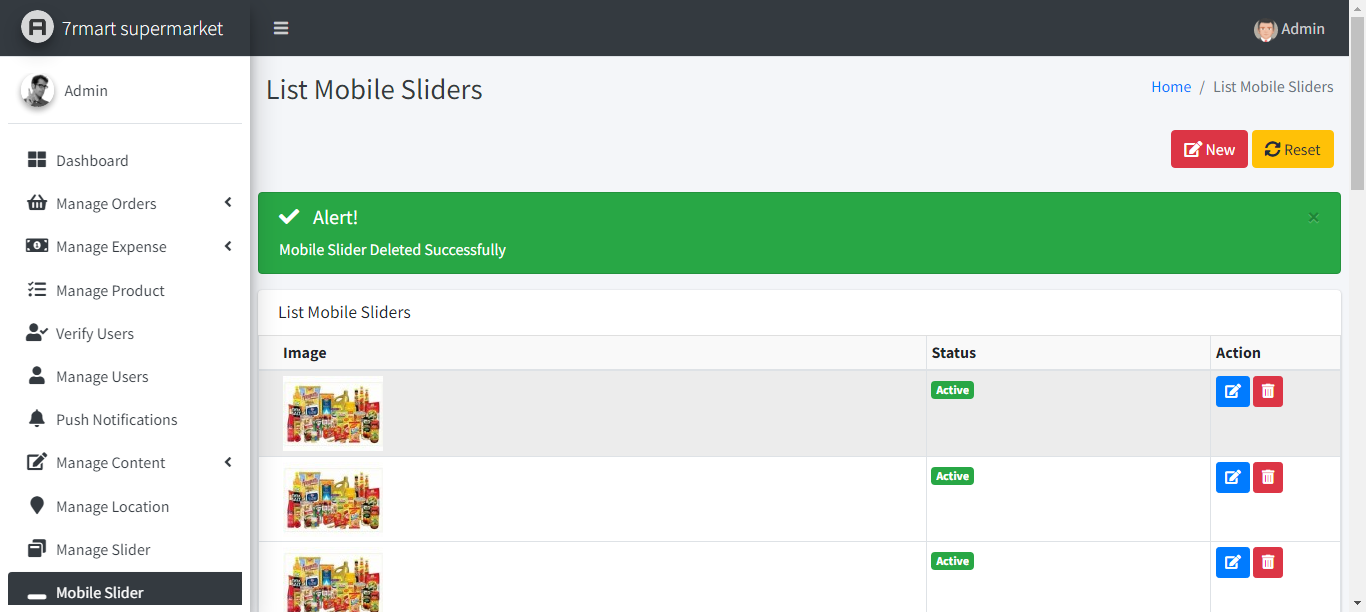 7rmart supermarket
Admin
Admin
Dashboard
Manage Orders
Manage Expense
Manage Product
Verify Users
Manage Users
Push Notifications
Manage Content
Manage Location
Manage Slider
Mobile Slider
List Mobile Sliders
Home / List Mobile Sliders
New Reset
Alert!
×
Mobile Slider Deleted Successfully
List Mobile Sliders
Image Status Action
Active
Active
Active